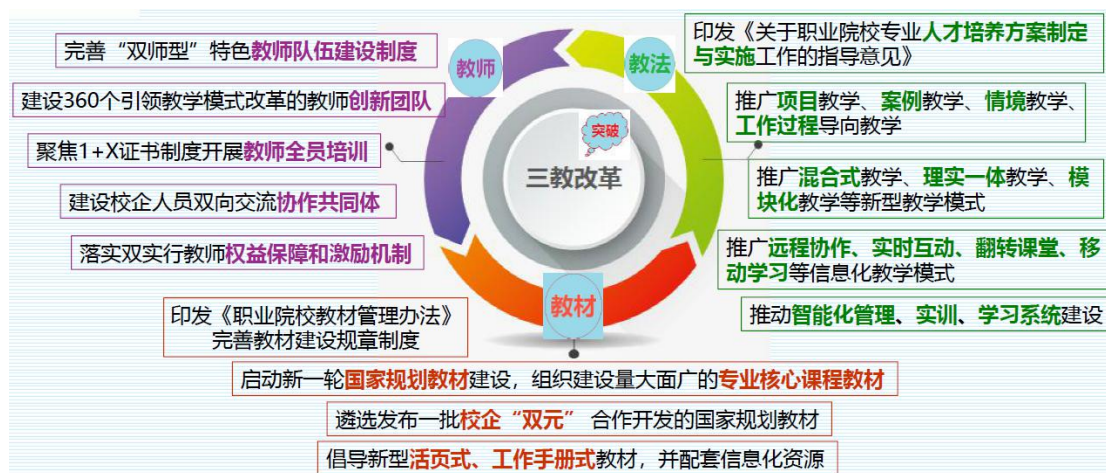 完善“双师型”特色教师队伍建设制度
建设360个引领教学模式改革的教师创新团队
聚焦1+X证书制度开展教师全员培训
建设校企人员双向交流协作共同体
落实双实行教师权益保障和激励机制
教师
教法
突破
三教改革
教材
印发《关于职业院校专业人才培养方案制定
与实施工作的指导意见》
推广项目教学、案例教学、情境教学、
工作过程导向教学
推广混合式教学、理实一体教学、模
块化教学等新型教学模式
推广远程协作、实时互动、翻转课堂、移
动学习等信息化教学模式
推动智能化管理、实训、学习系统建设
印发《职业院校教材管理办法》
完善教材建设规章制度
启动新一轮国家规划教材建设，组织建设量大面广的专业核心课程教材
遴选发布一批校企“双元” 合作开发的国家规划教材
倡导新型活页式、工作手册式教材，并配套信息化资源